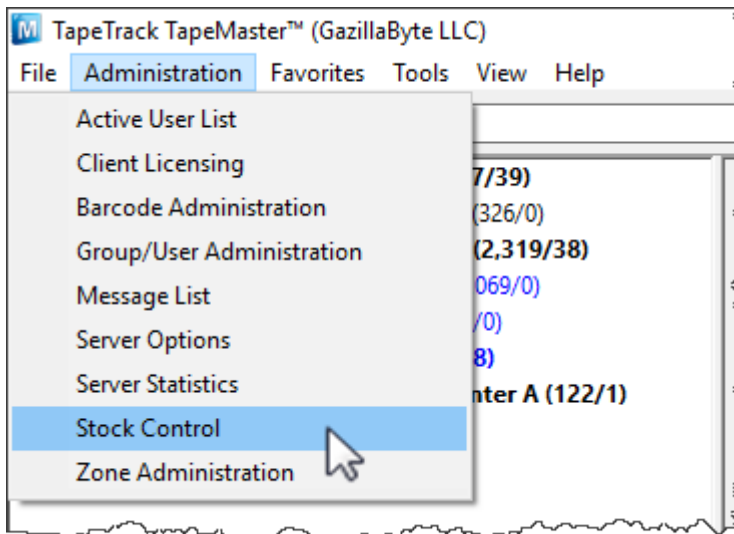 TapeTrack TapeMaster™ (GazillaByte LLC)
File Administration Favorites Tools View Help
Active User List
Client Licensing
7/39)
Barcode Administration
(326/0)
Group/User Administration
(2,319/38)
Message List
069/0)
Server Options
/0)
Server Statistics
8)
Stock Control
nter A (122/1)
Zone Administration